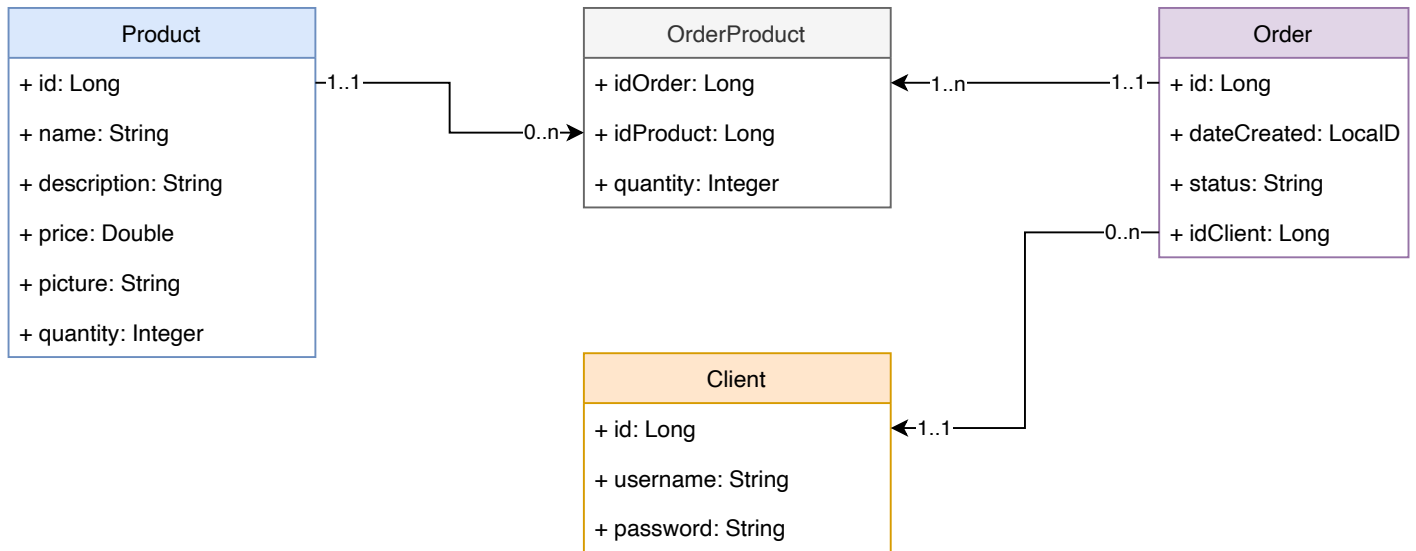 Product
+ id: Long
+ name: String
+ description: String
+ price: Double
+ picture: String
+ quantity: Integer
1..1
0..n
OrderProduct
+ idOrder: Long
+ idProduct: Long
+ quantity: Integer
1..n
1..1
Order
+ id: Long
+ dateCreated: LocalD
+ status: String
+ idClient: Long
0..n
1..1
Client
+ id: Long
+ username: String
+ password: String